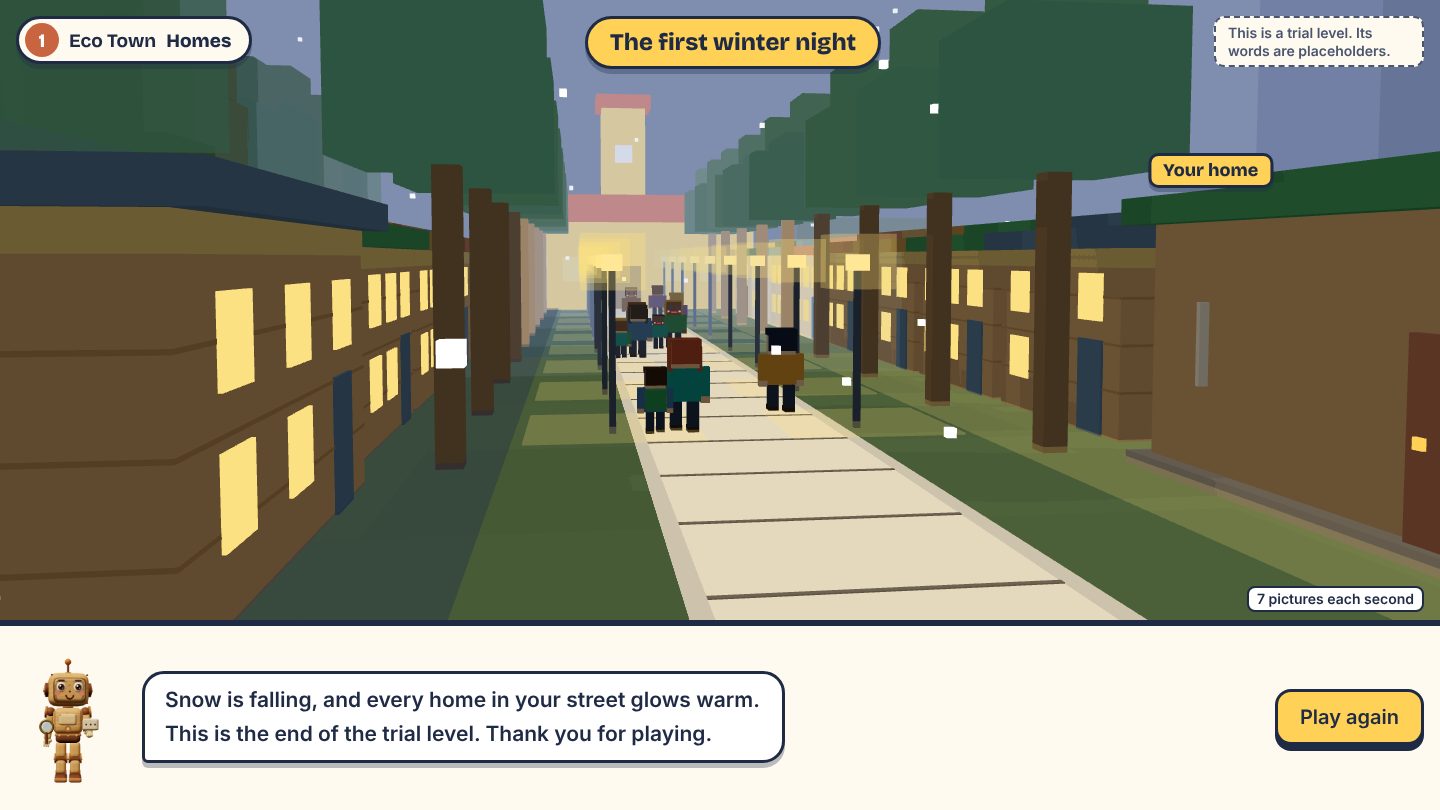 1 Eco Town Homes
The first winter night
This is a trial level. Its
words are placeholders.
Your home
7 pictures each second
Snow is falling, and every home in your street glows warm.
This is the end of the trial level. Thank you for playing.
Play again